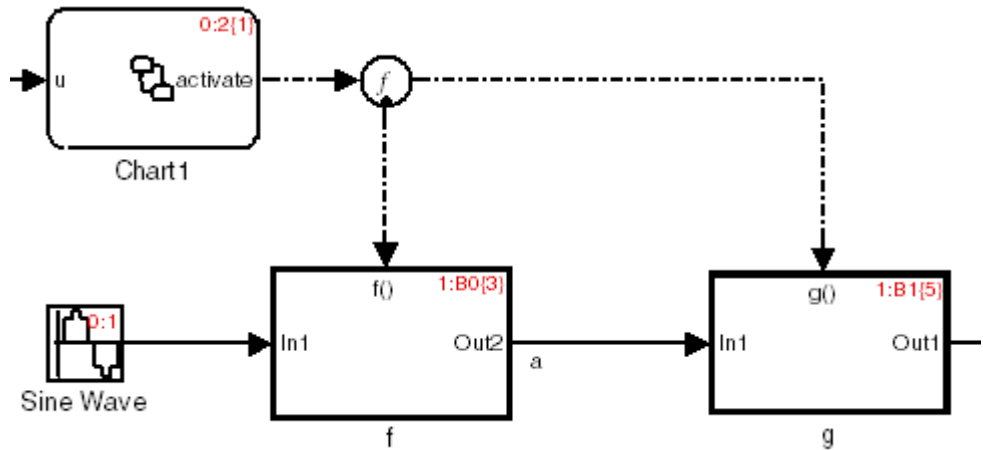 0:2{1}
u
activate
Chart1
f
f()
1:B0{3}
In1
Out2
f
0:1
Sine Wave
a
g()
1:B1{5}
In1
Out1
g